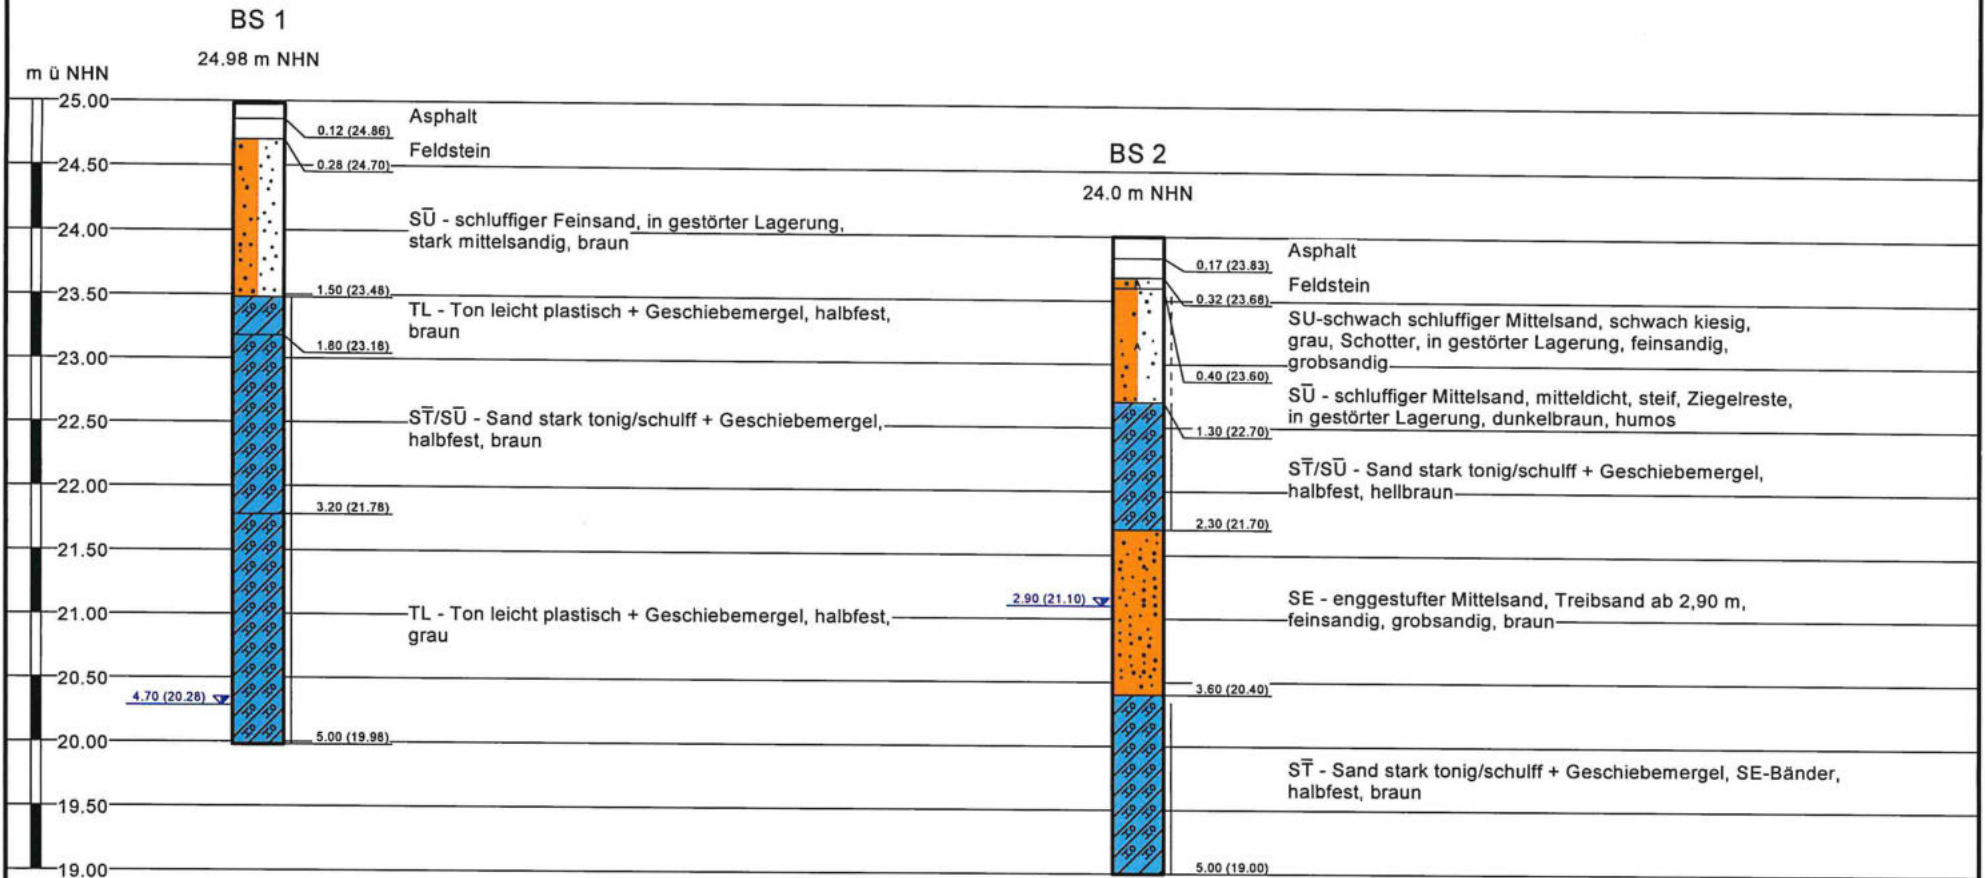 BS 1
24.98 m NHN
m ü NHN
25.00
24.50
24.00
23.50
23.00
22.50
22.00
21.50
21.00
20.50
20.00
19.50
19.00
0.12 (24.86)
Asphalt
0.28 (24.70)
Feldstein
SŪ - schluffiger Feinsand, in gestörter Lagerung,
stark mittelsandig, braun
1.50 (23.48)
TL - Ton leicht plastisch + Geschiebemergel, halbfest,
braun
1.80 (23.18)
ST̅/SŪ - Sand stark tonig/schulff + Geschiebemergel,
halbfest, braun
3.20 (21.78)
TL - Ton leicht plastisch + Geschiebemergel, halbfest,
grau
4.70 (20.28)
5.00 (19.98)
BS 2
24.0 m NHN
Asphalt
0.17 (23.83)
Feldstein
0.32 (23.68)
SU-schwach schluffiger Mittelsand, schwach kiesig,
grau, Schotter, in gestörter Lagerung, feinsandig,
grobsandig
0.40 (23.60)
SŪ - schluffiger Mittelsand, mitteldicht, steif, Ziegelreste,
in gestörter Lagerung, dunkelbraun, humos
1.30 (22.70)
ST̅/SŪ - Sand stark tonig/schulff + Geschiebemergel,
halbfest, hellbraun
2.30 (21.70)
2.90 (21.10)
SE - enggestufter Mittelsand, Treibsand ab 2,90 m,
feinsandig, grobsandig, braun
3.60 (20.40)
ST̅ - Sand stark tonig/schulff + Geschiebemergel, SE-Bänder,
halbfest, braun
5.00 (19.00)